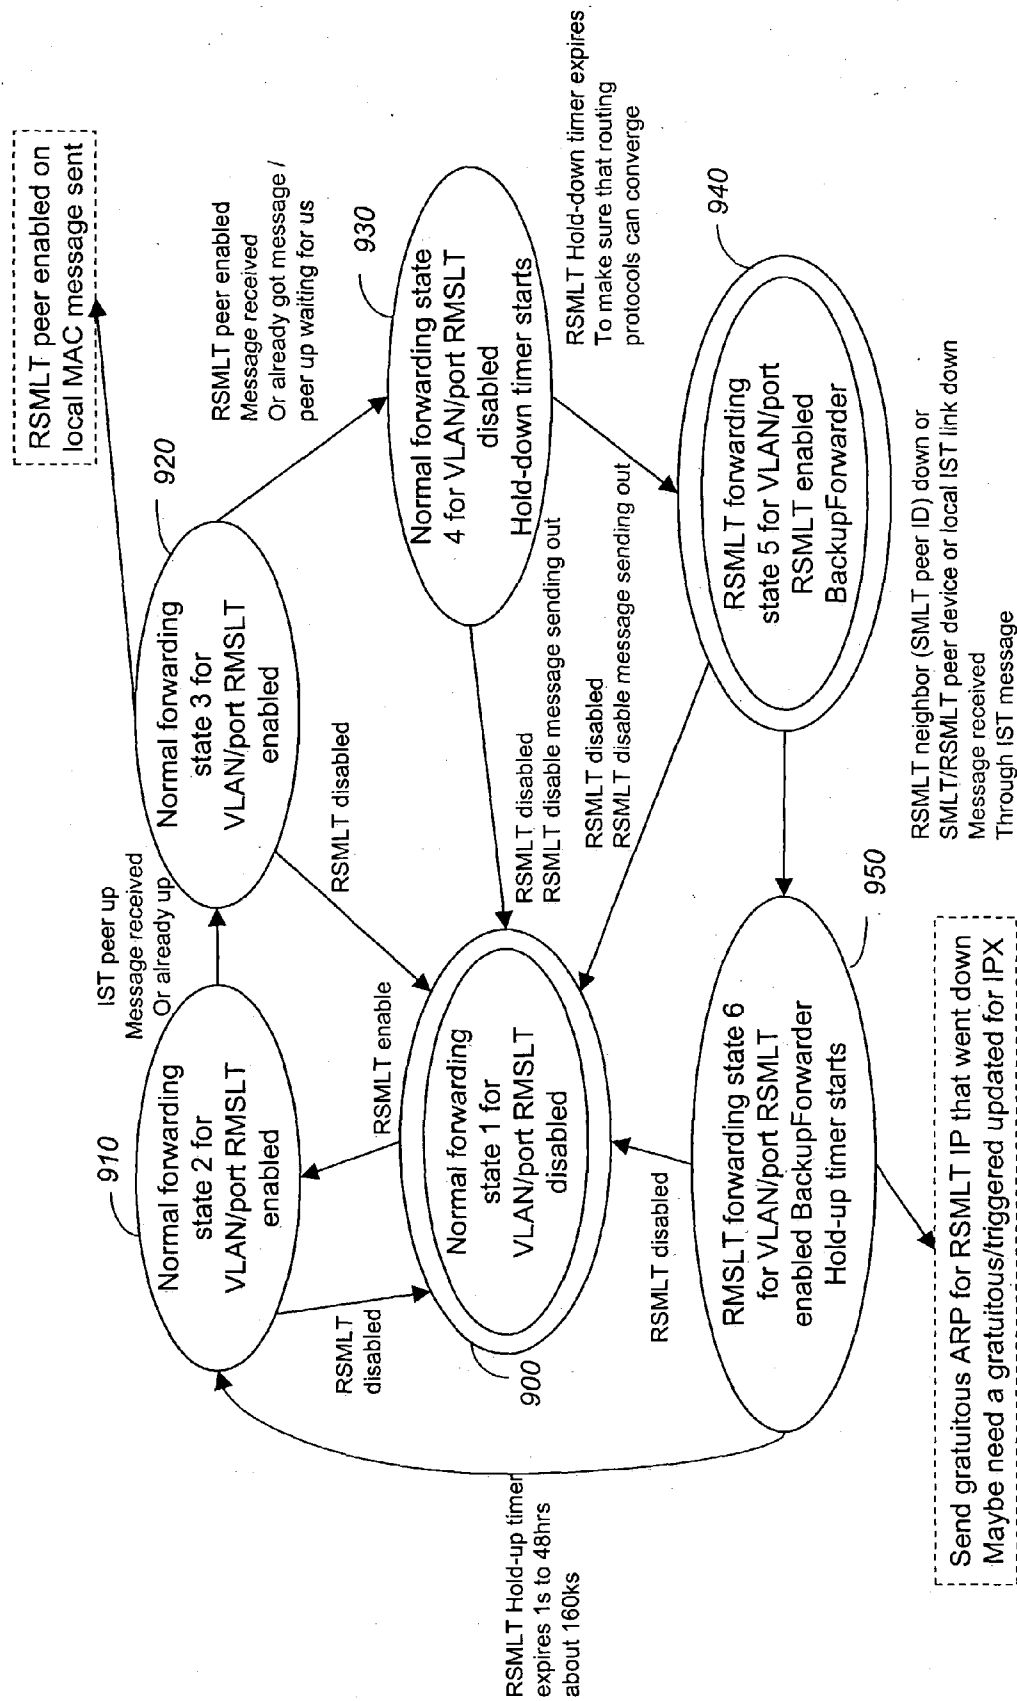 RSMLT peer enabled on
local MAC message sent
920
IST peer up
Message received
Or already up
910
Normal forwarding
state 2 for
VLAN/port RMSLT
enabled
Normal forwarding
state 3 for
VLAN/port RMSLT
enabled
RSMLT peer enabled
Message received
Or already got message /
peer up waiting for us
930
RSMLT disabled
RSMLT enable
RSMLT
disabled
Normal forwarding state
4 for VLAN/port RMSLT
disabled
Hold-down timer starts
RSMLT Hold-up timer
expires 1s to 48hrs
about 160ks
900
Normal forwarding
state 1 for
VLAN/port RMSLT
disabled
RSMLT disabled
RSMLT disable message sending out
RSMLT disabled
RSMLT disable message sending out
RSMLT Hold-down timer expires
To make sure that routing
protocols can converge
940
RSMLT disabled
RMSLT forwarding state 6
for VLAN/port RSMLT
enabled BackupForwarder
Hold-up timer starts
950
RSMLT forwarding
state 5 for VLAN/port
RSMLT enabled
BackupForwarder
RSMLT neighbor (SMLT peer ID) down or
SMLT/RSMLT peer device or local IST link down
Message received
Through IST message
Send gratuitous ARP for RSMLT IP that went down
Maybe need a gratuitous/triggered updated for IPX